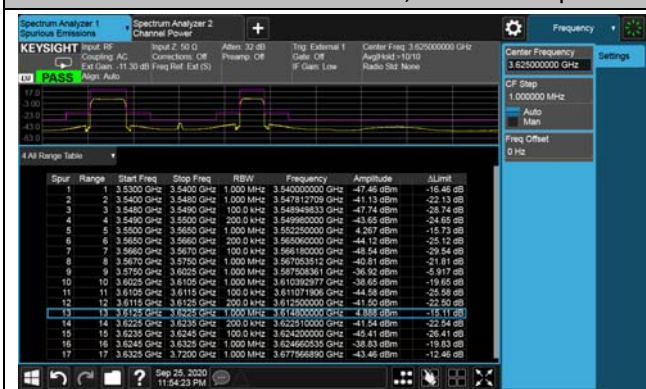 Spectrum Analyzer 1
Spurious Emissions
Spectrum Analyzer 2
Channel Power
+
Frequency
KEYSIGHT
Input: RF
Coupling: AC
Ext Gain: -11.30 dB
Align: Auto
Input Z: 50 Ω
Corrections: Off
Freq Ref: Ext (S)
Atten: 32 dB
Preamp: Off
Trig: External 1
Gate: Off
IF Gain: Low
Center Freq: 3.625000000 GHz
Avg|Hold:>10/10
Radio Std: None
LXI
PASS
Center Frequency
3.625000000 GHz
Settings
CF Step
1.000000 MHz
Auto
Man
Freq Offset
0 Hz
17.0
-3.00
-23.0
-43.0
-63.0
4 All Range Table
Spur Range Start Freq Stop Freq RBW Frequency Amplitude ΔLimit
1 1 3.5300 GHz 3.5400 GHz 1.000 MHz 3.540000000 GHz -47.46 dBm -16.46 dB
2 2 3.5400 GHz 3.5480 GHz 1.000 MHz 3.547812709 GHz -41.13 dBm -22.13 dB
3 3 3.5480 GHz 3.5490 GHz 100.0 kHz 3.548949833 GHz -47.74 dBm -28.74 dB
4 4 3.5490 GHz 3.5500 GHz 200.0 kHz 3.549980000 GHz -43.65 dBm -24.65 dB
5 5 3.5500 GHz 3.5650 GHz 1.000 MHz 3.552250000 GHz 4.267 dBm -15.73 dB
6 6 3.5650 GHz 3.5660 GHz 200.0 kHz 3.565060000 GHz -44.12 dBm -25.12 dB
7 7 3.5660 GHz 3.5670 GHz 100.0 kHz 3.566180000 GHz -48.54 dBm -29.54 dB
8 8 3.5670 GHz 3.5750 GHz 1.000 MHz 3.567053512 GHz -40.81 dBm -21.81 dB
9 9 3.5750 GHz 3.6025 GHz 1.000 MHz 3.587508361 GHz -36.92 dBm -5.917 dB
10 10 3.6025 GHz 3.6105 GHz 1.000 MHz 3.610392977 GHz -38.65 dBm -19.65 dB
11 11 3.6105 GHz 3.6115 GHz 100.0 kHz 3.611071906 GHz -44.58 dBm -25.58 dB
12 12 3.6115 GHz 3.6125 GHz 200.0 kHz 3.612500000 GHz -41.50 dBm -22.50 dB
13 13 3.6125 GHz 3.6225 GHz 1.000 MHz 3.614800000 GHz 4.888 dBm -15.11 dB
14 14 3.6225 GHz 3.6235 GHz 200.0 kHz 3.622510000 GHz -41.54 dBm -22.54 dB
15 15 3.6235 GHz 3.6245 GHz 100.0 kHz 3.624200000 GHz -45.41 dBm -26.41 dB
16 16 3.6245 GHz 3.6325 GHz 1.000 MHz 3.624660535 GHz -38.83 dBm -19.83 dB
17 17 3.6325 GHz 3.7200 GHz 1.000 MHz 3.677566890 GHz -43.46 dBm -12.46 dB
?
Sep 25, 2020
11:54:23 PM